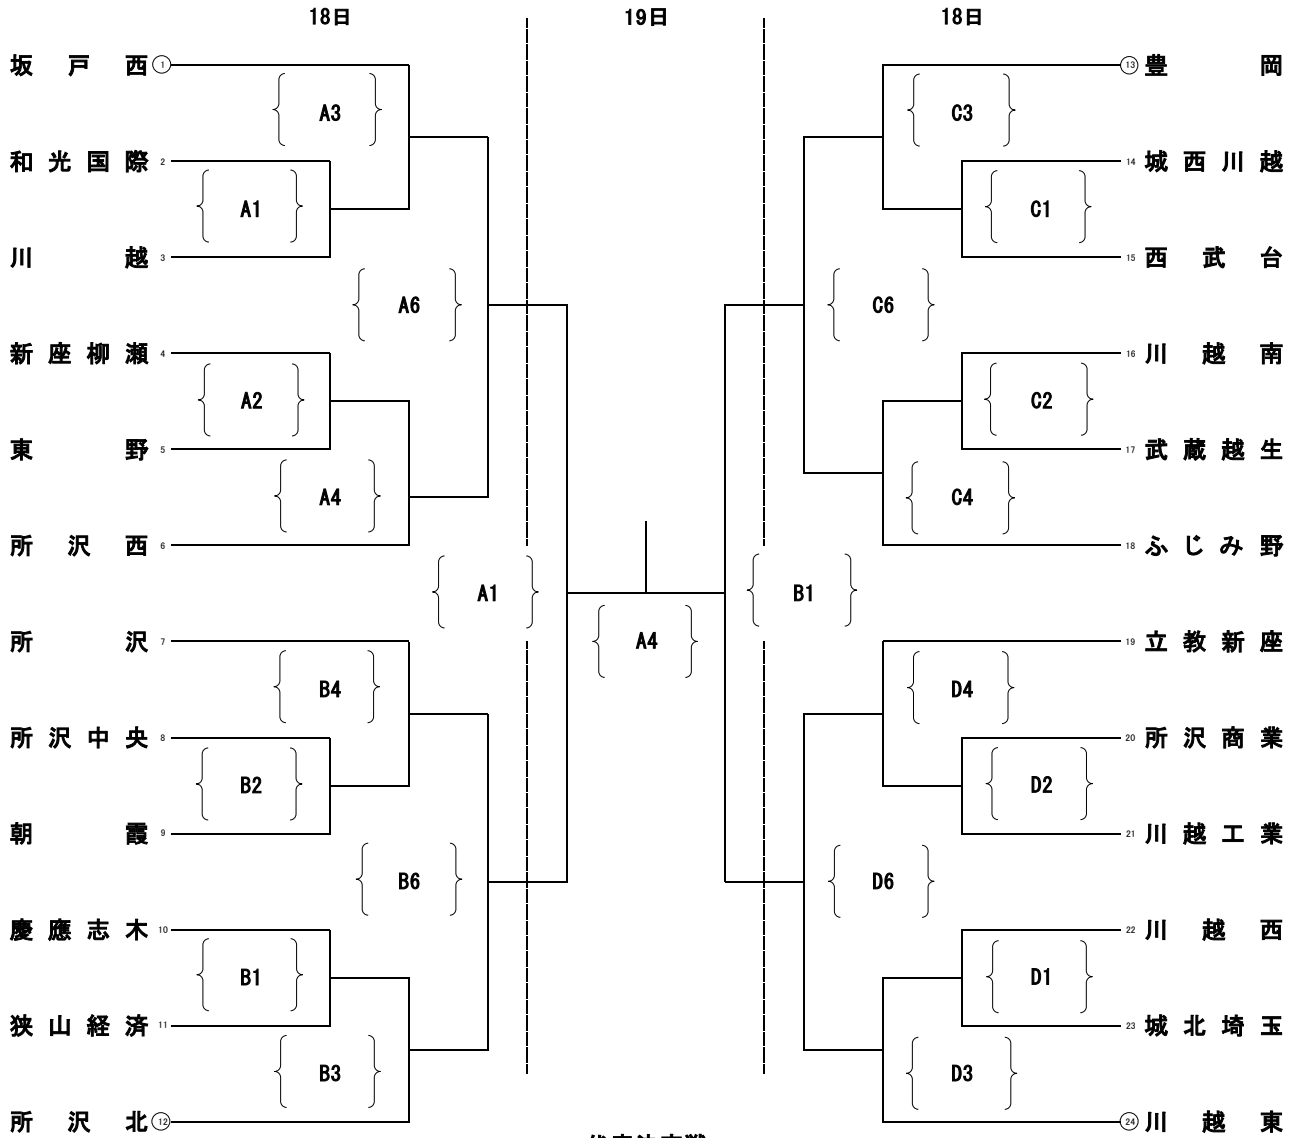 18日 19日 18日
坂戸西 ① ⑬ 豊岡
A3 C3
和光国際 2 14 城西川越
A1 C1
川越 3 15 西武台
A6 C6
新座柳瀬 4 16 川越南
A2 C2
東野 5 17 武蔵越生
A4 C4
所沢西 6 18 ふじみ野
A1 B1
所沢 7 A4 19 立教新座
B4 D4
所沢中央 8 20 所沢商業
B2 D2
朝霞 9 21 川越工業
B6 D6
慶應志木 10 22 川越西
B1 D1
狭山経済 11 23 城北埼玉
B3 D3
所沢北 ⑫ ㉔ 川越東